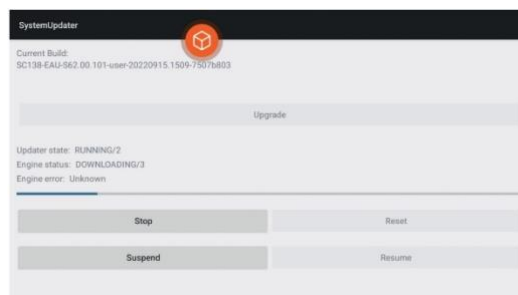 SystemUpdater
Current Build:
SC138-EAU-S62.00.101-user-20220915.1509-7507b803
Upgrade
Updater state: RUNNING/2
Engine status: DOWNLOADING/3
Engine error: Unknown
Stop
Reset
Suspend
Resume